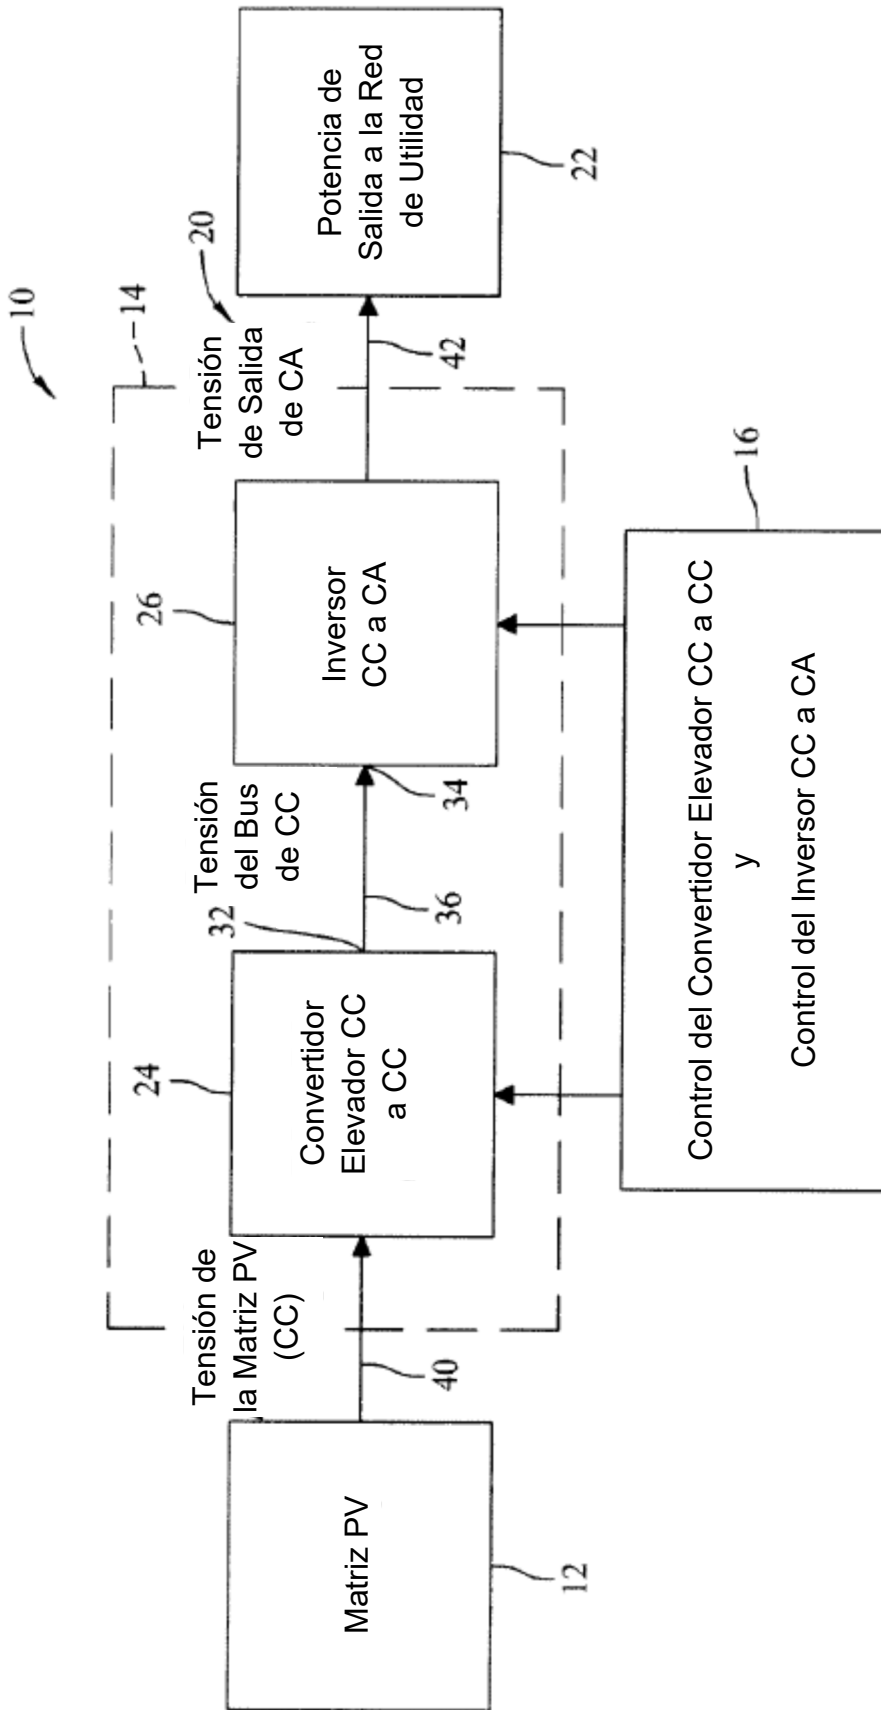 10
14
20
Tensión de
la Matriz PV
(CC)
Tensión
del Bus
de CC
Tensión
de Salida
de CA
24
32
26
Matriz PV
Convertidor
Elevador CC
a CC
Inversor
CC a CA
Potencia de
Salida a la Red
de Utilidad
12
40
36
34
42
22
16
Control del Convertidor Elevador CC a CC
y
Control del Inversor CC a CA